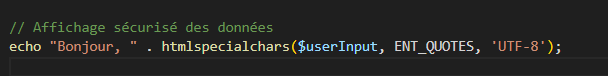 // Affichage sécurisé des données
echo "Bonjour, " . htmlspecialchars($userInput, ENT_QUOTES, 'UTF-8');